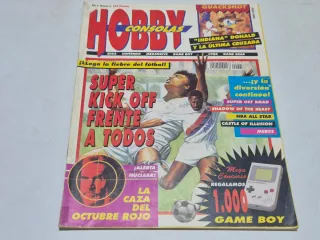 HOBBY
CONSOLAS
QUACKSHOT
"INDIANA" DONALD
Y LA ÚLTIMA CRUZADA
¡Llega la fiebre del fútbol!
SUPER
KICK OFF
FRENTE
A TODOS
...¡y la
diversión
continúa!
SUPER OFF ROAD
SHADOW OF THE BEAST
NBA ALL STAR
CASTLE OF ILLUSION
MERCS
¡ALERTA
NUCLEAR!
LA
CAZA DEL
OCTUBRE ROJO
Mega
Concurso
REGALAMOS
1.000
GAME BOY